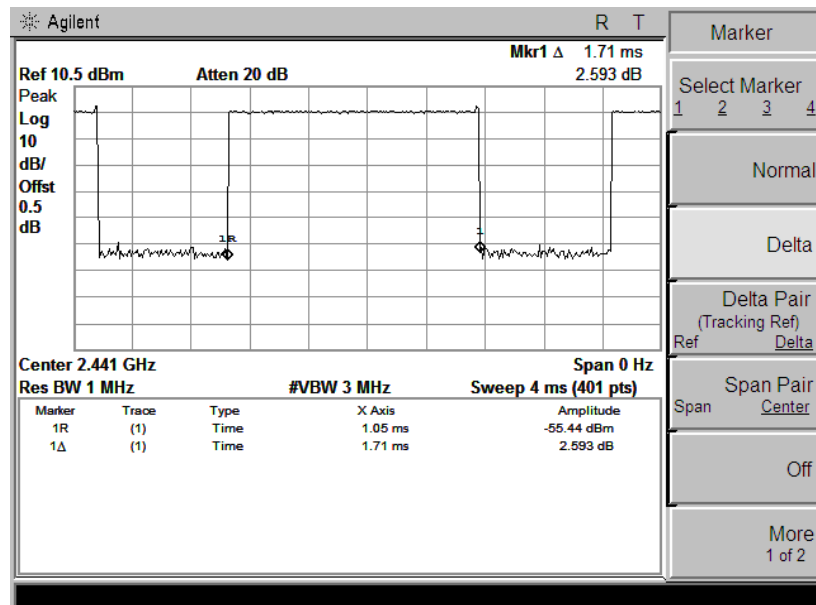 Agilent R T
Mkr1 Δ 1.71 ms
Ref 10.5 dBm Atten 20 dB 2.593 dB
Peak
Log
10
dB/
Offst
0.5
dB
1R
1
Center 2.441 GHz Span 0 Hz
Res BW 1 MHz #VBW 3 MHz Sweep 4 ms (401 pts)
Marker Trace Type X Axis Amplitude
1R (1) Time 1.05 ms -55.44 dBm
1Δ (1) Time 1.71 ms 2.593 dB
Marker
Select Marker
1 2 3 4
Normal
Delta
Delta Pair
(Tracking Ref)
Ref Delta
Span Pair
Span Center
Off
More
1 of 2